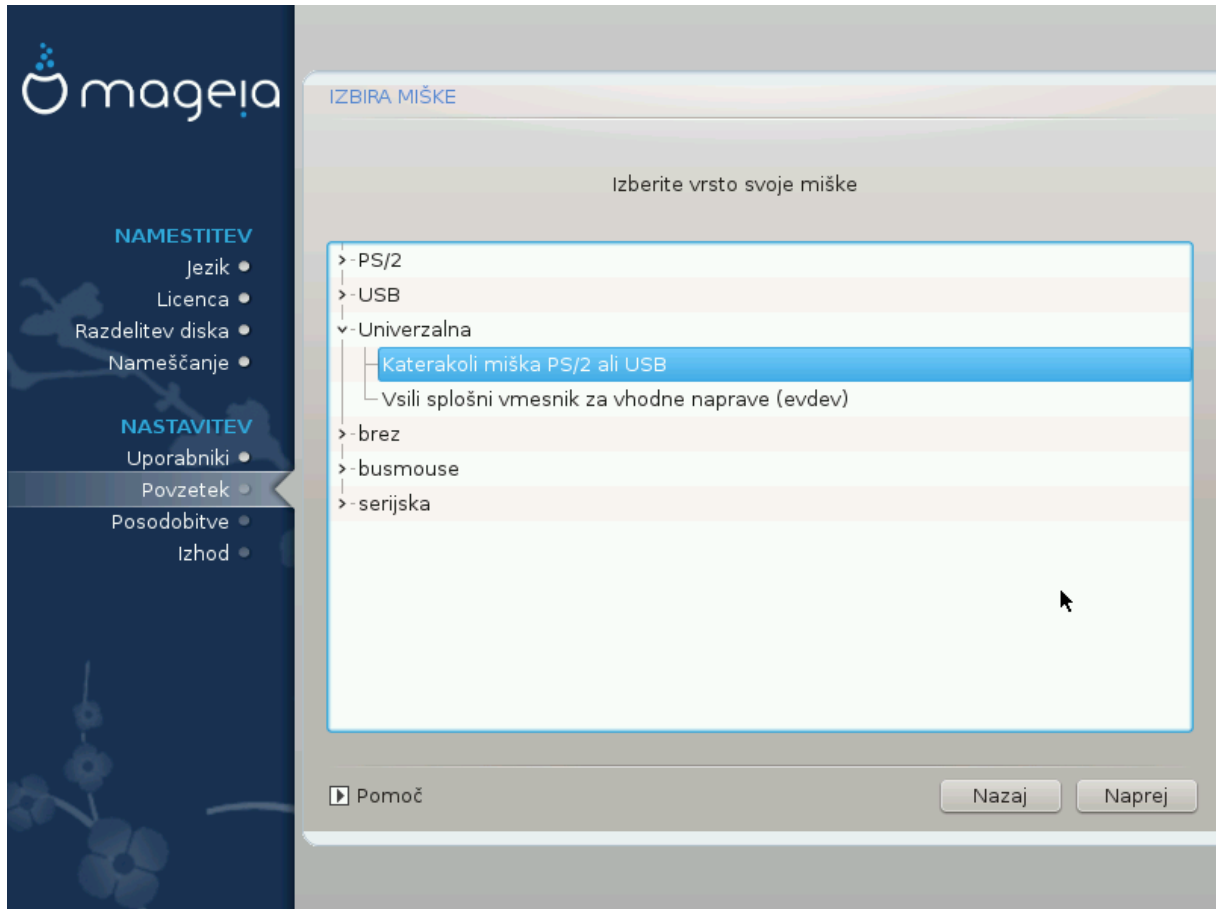 mageia
NAMESTITEV
Jezik
Licenca
Razdelitev diska
Nameščanje
NASTAVITEV
Uporabniki
Povzetek
Posodobitve
Izhod
IZBIRA MIŠKE
Izberite vrsto svoje miške
PS/2
USB
Univerzalna
Katerakoli miška PS/2 ali USB
Vsili splošni vmesnik za vhodne naprave (evdev)
brez
busmouse
serijska
Pomoč
Nazaj
Naprej